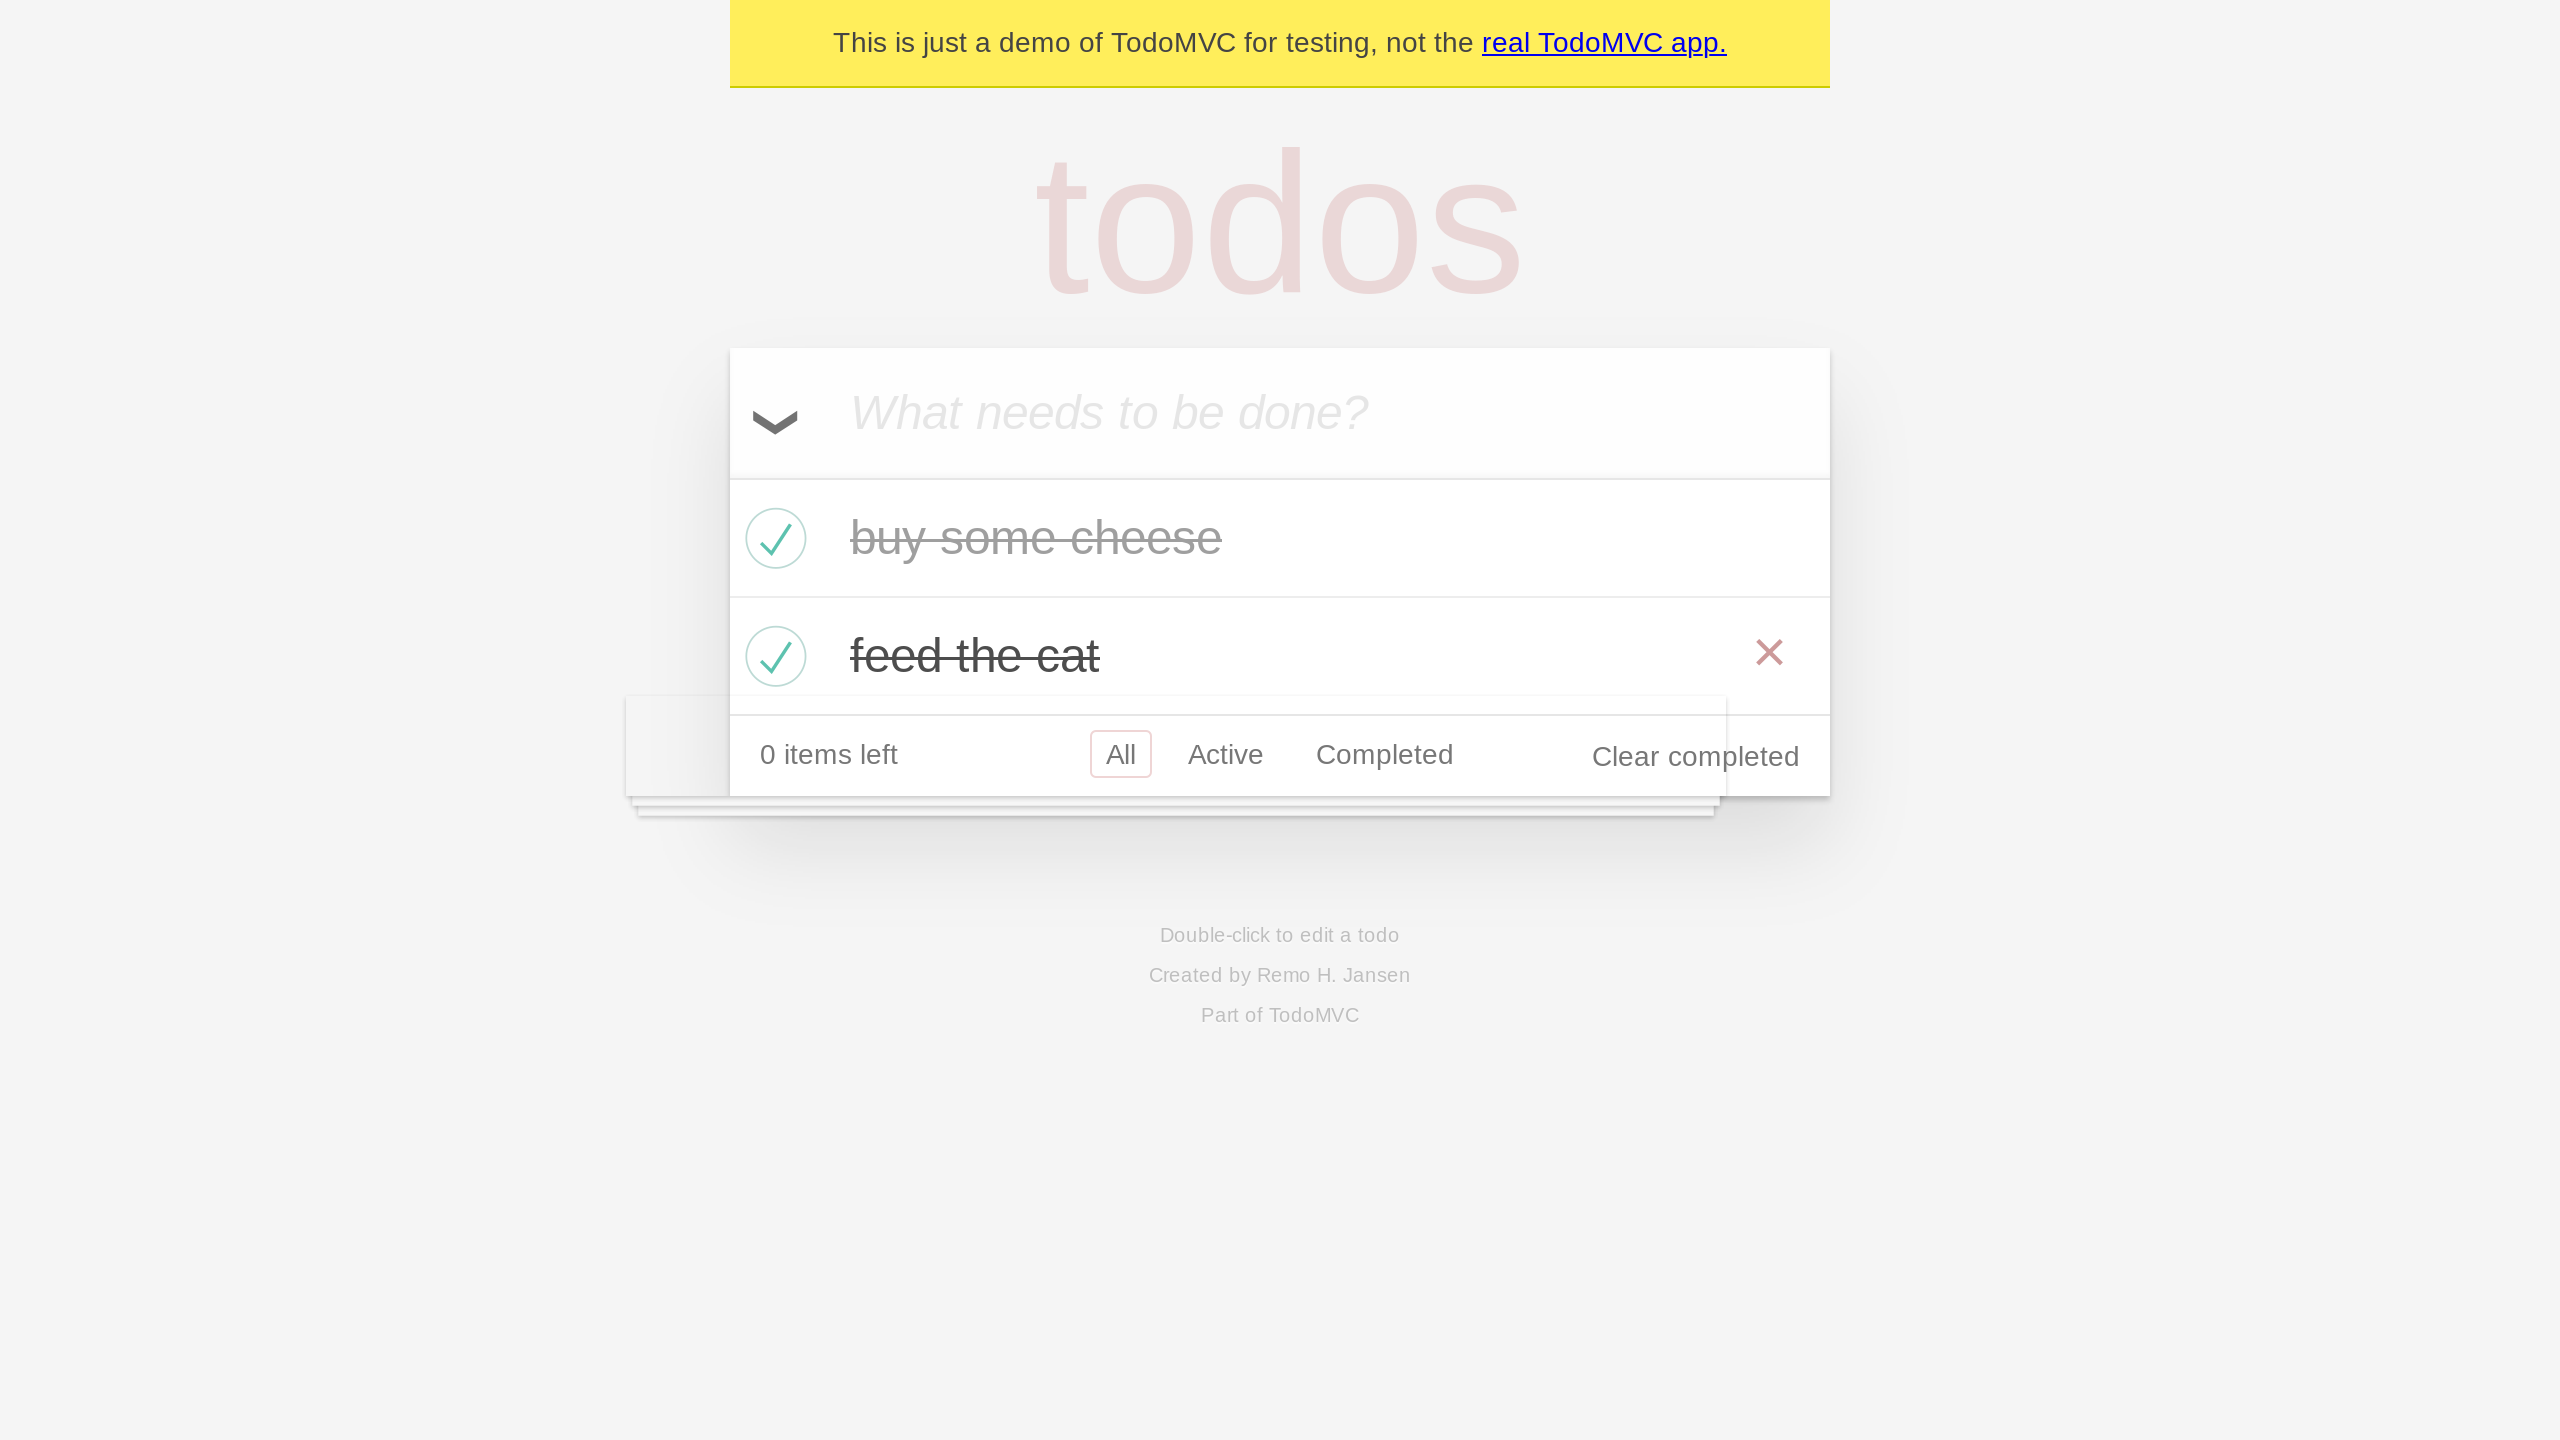 This is just a demo of TodoMVC for testing, not the real TodoMVC app.
todos
What needs to be done?
buy some cheese
feed the cat
0 items left
All
Active
Completed
Clear completed
Double-click to edit a todo
Created by Remo H. Jansen
Part of TodoMVC